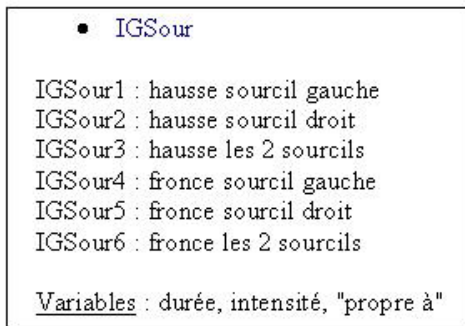 • IGSour
IGSour1 : hausse sourcil gauche
IGSour2 : hausse sourcil droit
IGSour3 : hausse les 2 sourcils
IGSour4 : fronce sourcil gauche
IGSour5 : fronce sourcil droit
IGSour6 : fronce les 2 sourcils
Variables : durée, intensité, "propre à"